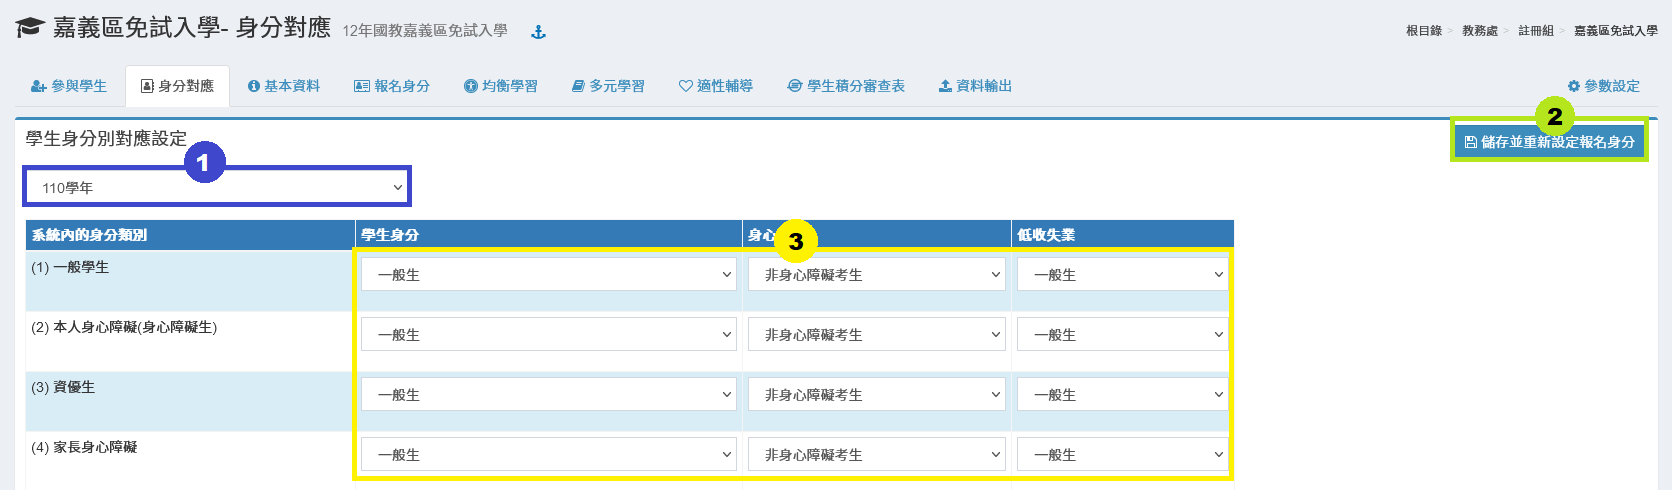 嘉義區免試入學- 身分對應 12年國教嘉義區免試入學
根目錄 > 教務處 > 註冊組 > 嘉義區免試入學
參與學生 身分對應 基本資料 報名身分 均衡學習 多元學習 適性輔導 學生積分審查表 資料輸出 參數設定
學生身分別對應設定
1
2
儲存並重新設定報名身分
110學年
系統內的身分類別 學生身分 身心 低收失業
3
(1) 一般學生 一般生 非身心障礙考生 一般生
(2) 本人身心障礙(身心障礙生) 一般生 非身心障礙考生 一般生
(3) 資優生 一般生 非身心障礙考生 一般生
(4) 家長身心障礙 一般生 非身心障礙考生 一般生